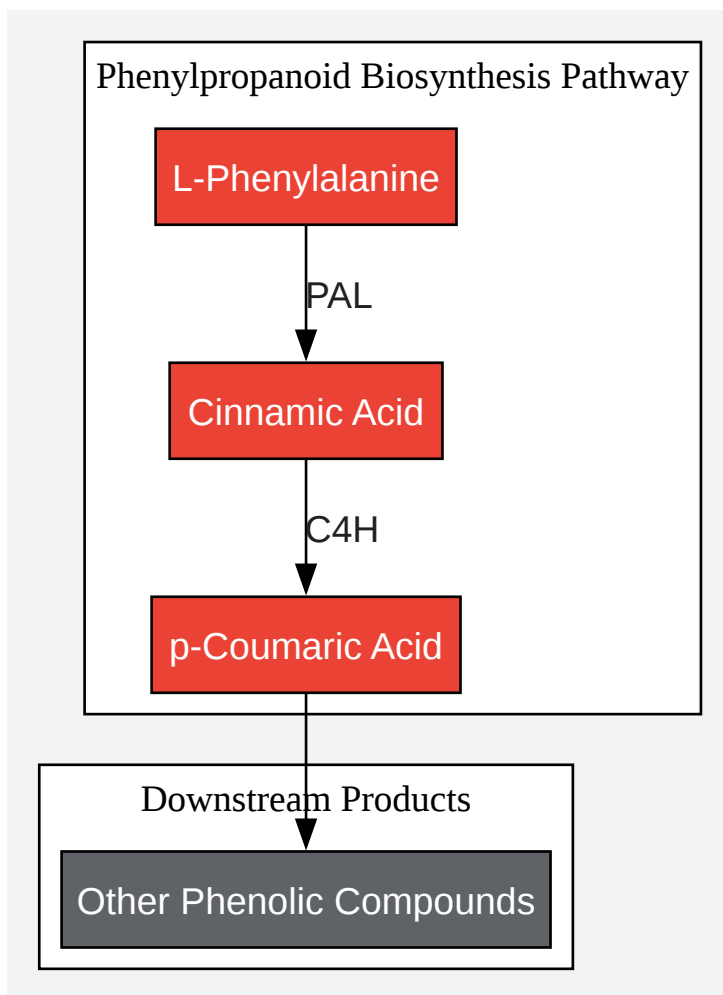 Phenylpropanoid Biosynthesis Pathway
L-Phenylalanine
PAL
Cinnamic Acid
C4H
p-Coumaric Acid
Downstream Products
Other Phenolic Compounds